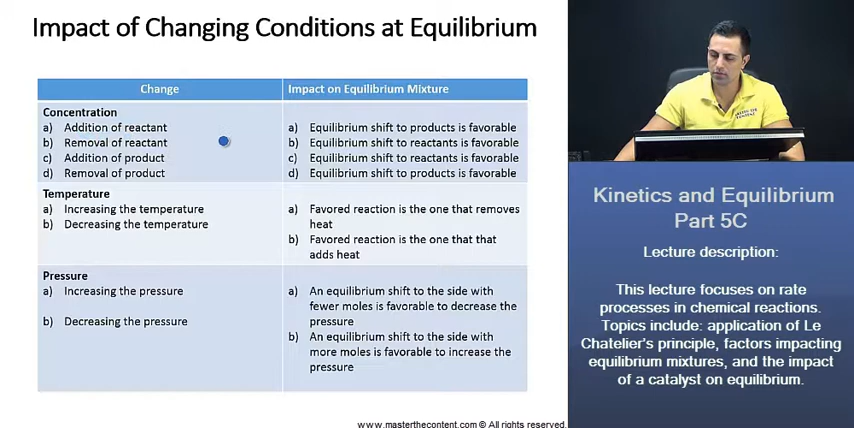 Impact of Changing Conditions at Equilibrium
Change
Impact on Equilibrium Mixture
Concentration
a) Addition of reactant
b) Removal of reactant
c) Addition of product
d) Removal of product
a) Equilibrium shift to products is favorable
b) Equilibrium shift to reactants is favorable
c) Equilibrium shift to reactants is favorable
d) Equilibrium shift to products is favorable
Temperature
a) Increasing the temperature
b) Decreasing the temperature
a) Favored reaction is the one that removes
heat
b) Favored reaction is the one that that
adds heat
Pressure
a) Increasing the pressure
b) Decreasing the pressure
a) An equilibrium shift to the side with
fewer moles is favorable to decrease the
pressure
b) An equilibrium shift to the side with
more moles is favorable to increase the
pressure
www.masterthecontent.com © All rights reserved.
Kinetics and Equilibrium
Part 5C
Lecture description:
This lecture focuses on rate
processes in chemical reactions.
Topics include: application of Le
Chatelier's principle, factors impacting
equilibrium mixtures, and the impact
of a catalyst on equilibrium.